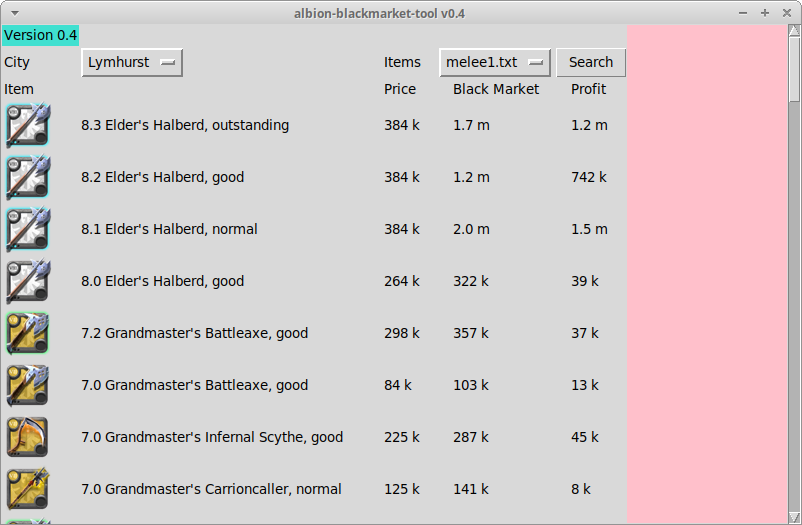 albion-blackmarket-tool v0.4
Version 0.4
City Lymhurst Items melee1.txt Search
Item Price Black Market Profit
8.3 Elder's Halberd, outstanding 384 k 1.7 m 1.2 m
8.2 Elder's Halberd, good 384 k 1.2 m 742 k
8.1 Elder's Halberd, normal 384 k 2.0 m 1.5 m
8.0 Elder's Halberd, good 264 k 322 k 39 k
7.2 Grandmaster's Battleaxe, good 298 k 357 k 37 k
7.0 Grandmaster's Battleaxe, good 84 k 103 k 13 k
7.0 Grandmaster's Infernal Scythe, good 225 k 287 k 45 k
7.0 Grandmaster's Carrioncaller, normal 125 k 141 k 8 k